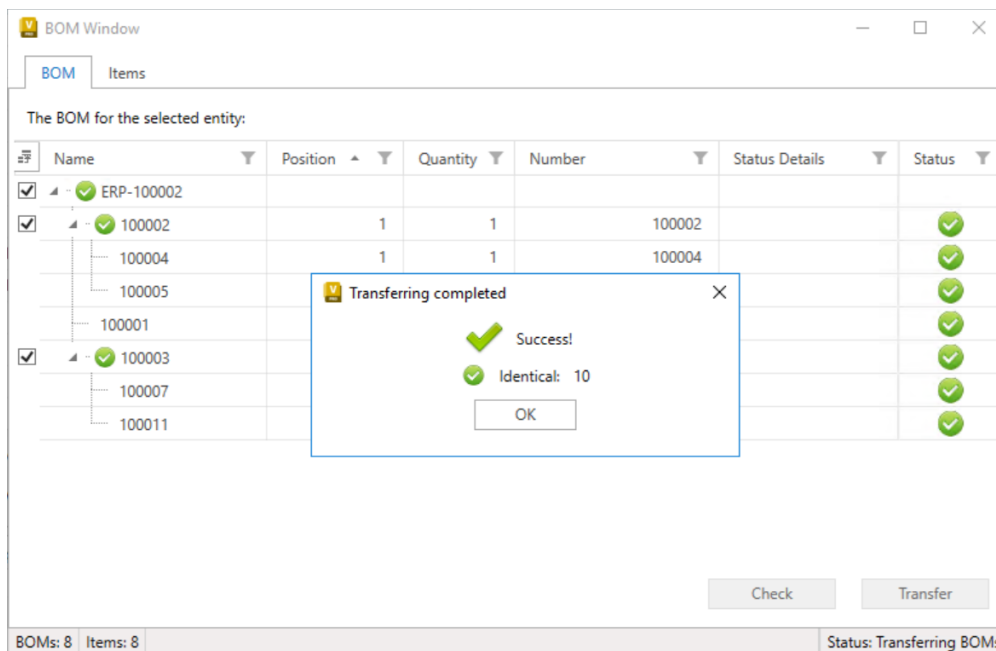 BOM Window
BOM Items
The BOM for the selected entity:
Name Position Quantity Number Status Details Status
ERP-100002
100002 1 1 100002
100004 1 1 100004
100005
100001
100003
100007
100011
Transferring completed
Success!
Identical: 10
OK
Check Transfer
BOMs: 8 Items: 8 Status: Transferring BOMs